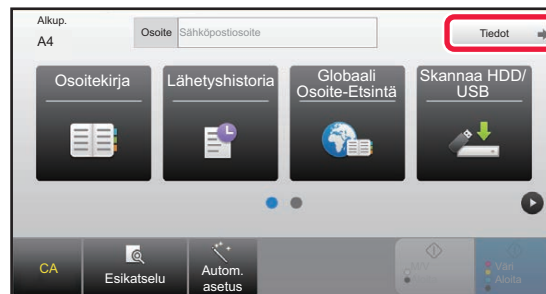 Alkup.
A4
Osoite
Sähköpostiosoite
Tiedot
Osoitekirja
Lähetyshistoria
Globaali
Osoite-Etsintä
Skannaa HDD/
USB
CA
Esikatselu
Autom.
asetus
Väri
Aloita